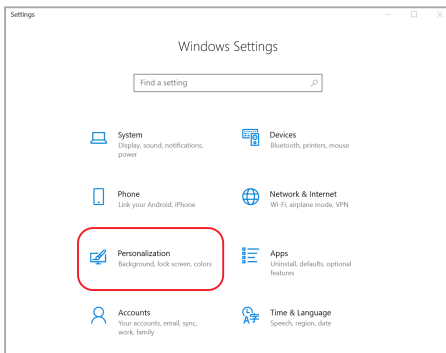 Settings
Windows Settings
Find a setting
System
Display, sound, notifications,
power
Devices
Bluetooth, printers, mouse
Phone
Link your Android, iPhone
Network & Internet
Wi-Fi, airplane mode, VPN
Personalization
Background, lock screen, colors
Apps
Uninstall, defaults, optional
features
Accounts
Your accounts, email, sync,
work, family
Time & Language
Speech, region, date